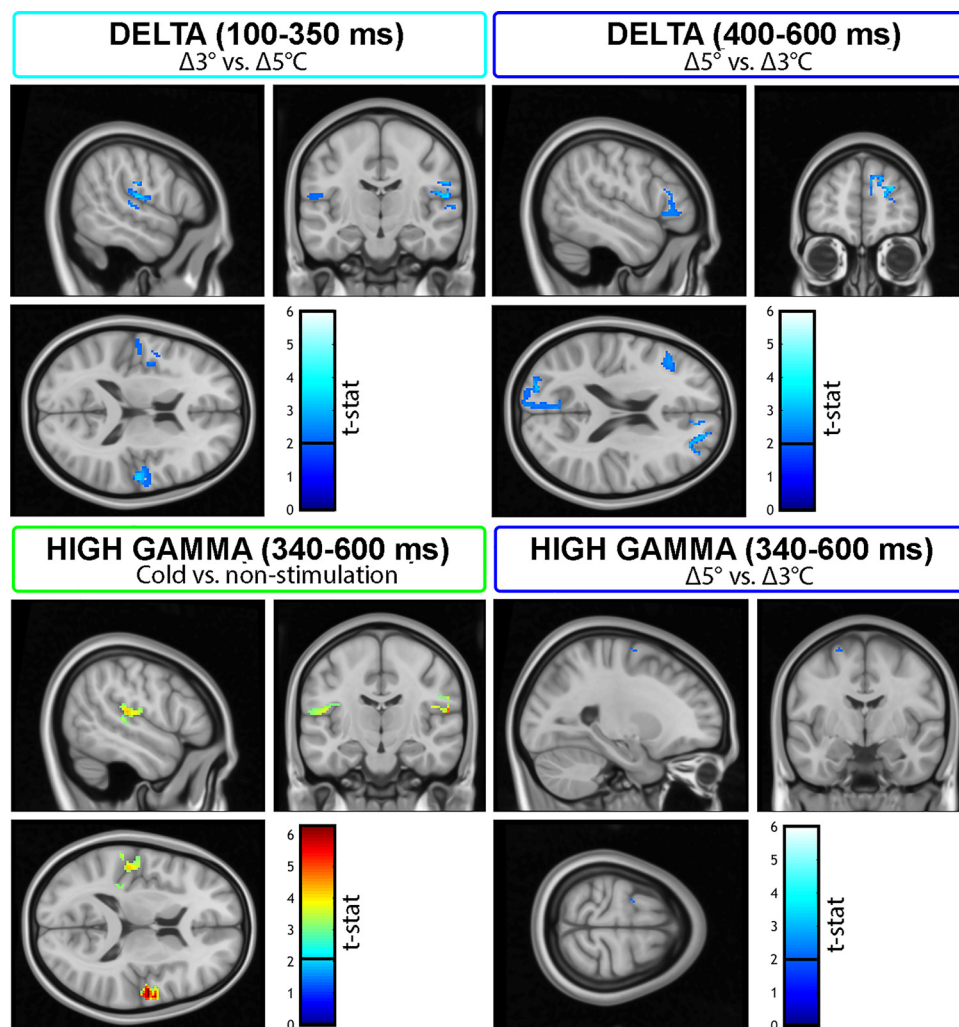 DELTA (100-350 ms)
Δ3° vs. Δ5°C
DELTA (400-600 ms)
Δ5° vs. Δ3°C
6
5
4
3
2
1
0
t-stat
6
5
4
3
2
1
0
t-stat
HIGH GAMMA (340-600 ms)
Cold vs. non-stimulation
HIGH GAMMA (340-600 ms)
Δ5° vs. Δ3°C
6
5
4
3
2
1
0
t-stat
6
5
4
3
2
1
0
t-stat